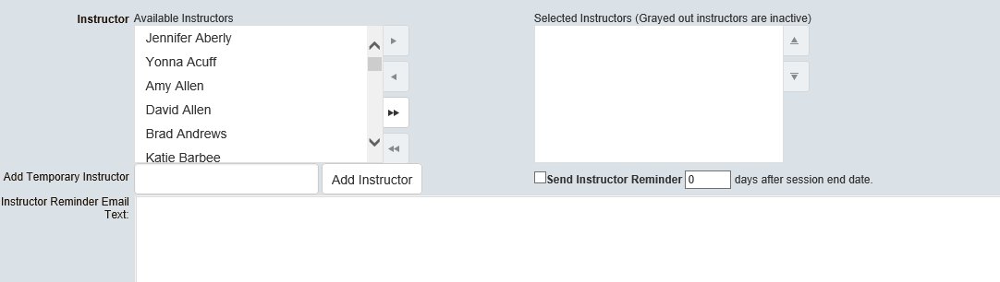 Instructor Available Instructors Selected Instructors (Grayed out instructors are inactive)
Jennifer Aberly
Yonna Acuff
Amy Allen
David Allen
Brad Andrews
Katie Barbee
Add Temporary Instructor Add Instructor Send Instructor Reminder 0 days after session end date.
Instructor Reminder Email
Text: